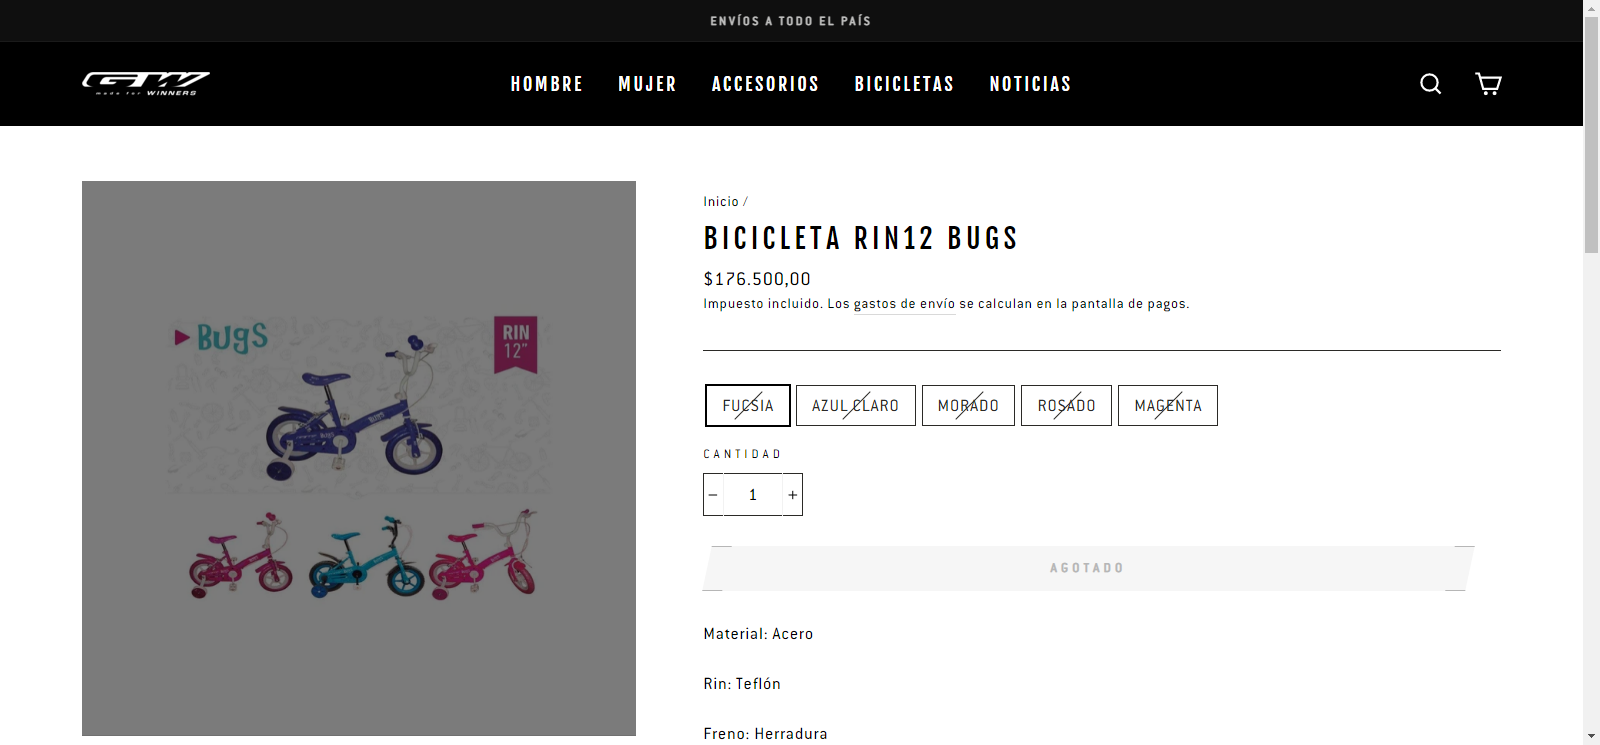 ENVÍOS A TODO EL PAÍS
GW
made for WINNERS
HOMBRE MUJER ACCESORIOS BICICLETAS NOTICIAS
Bugs
RIN
12"
Inicio /
BICICLETA RIN12 BUGS
$176.500,00
Impuesto incluido. Los gastos de envío se calculan en la pantalla de pagos.
FUCSIA AZUL CLARO MORADO ROSADO MAGENTA
CANTIDAD
− 1 +
AGOTADO
Material: Acero
Rin: Teflón
Freno: Herradura